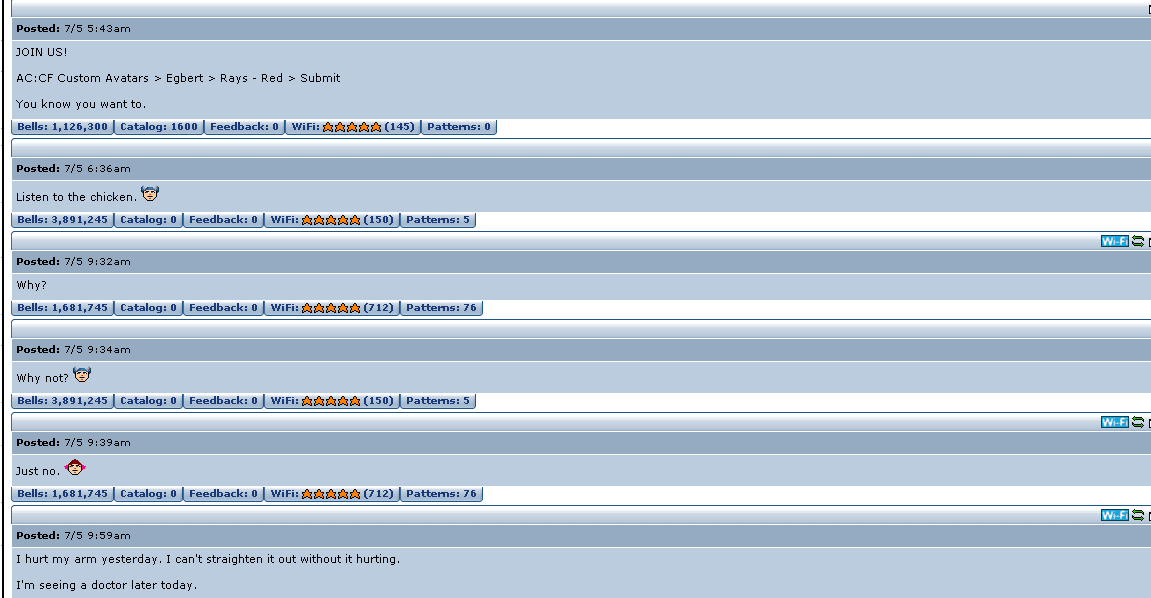 Posted: 7/5 5:43am
JOIN US!
AC:CF Custom Avatars > Egbert > Rays - Red > Submit
You know you want to.
Bells: 1,126,300 Catalog: 1600 Feedback: 0 WiFi: (145) Patterns: 0
Posted: 7/5 6:36am
Listen to the chicken.
Bells: 3,891,245 Catalog: 0 Feedback: 0 WiFi: (150) Patterns: 5
Wi-Fi
Posted: 7/5 9:32am
Why?
Bells: 1,681,745 Catalog: 0 Feedback: 0 WiFi: (712) Patterns: 76
Posted: 7/5 9:34am
Why not?
Bells: 3,891,245 Catalog: 0 Feedback: 0 WiFi: (150) Patterns: 5
Wi-Fi
Posted: 7/5 9:39am
Just no.
Bells: 1,681,745 Catalog: 0 Feedback: 0 WiFi: (712) Patterns: 76
Wi-Fi
Posted: 7/5 9:59am
I hurt my arm yesterday. I can't straighten it out without it hurting.
I'm seeing a doctor later today.